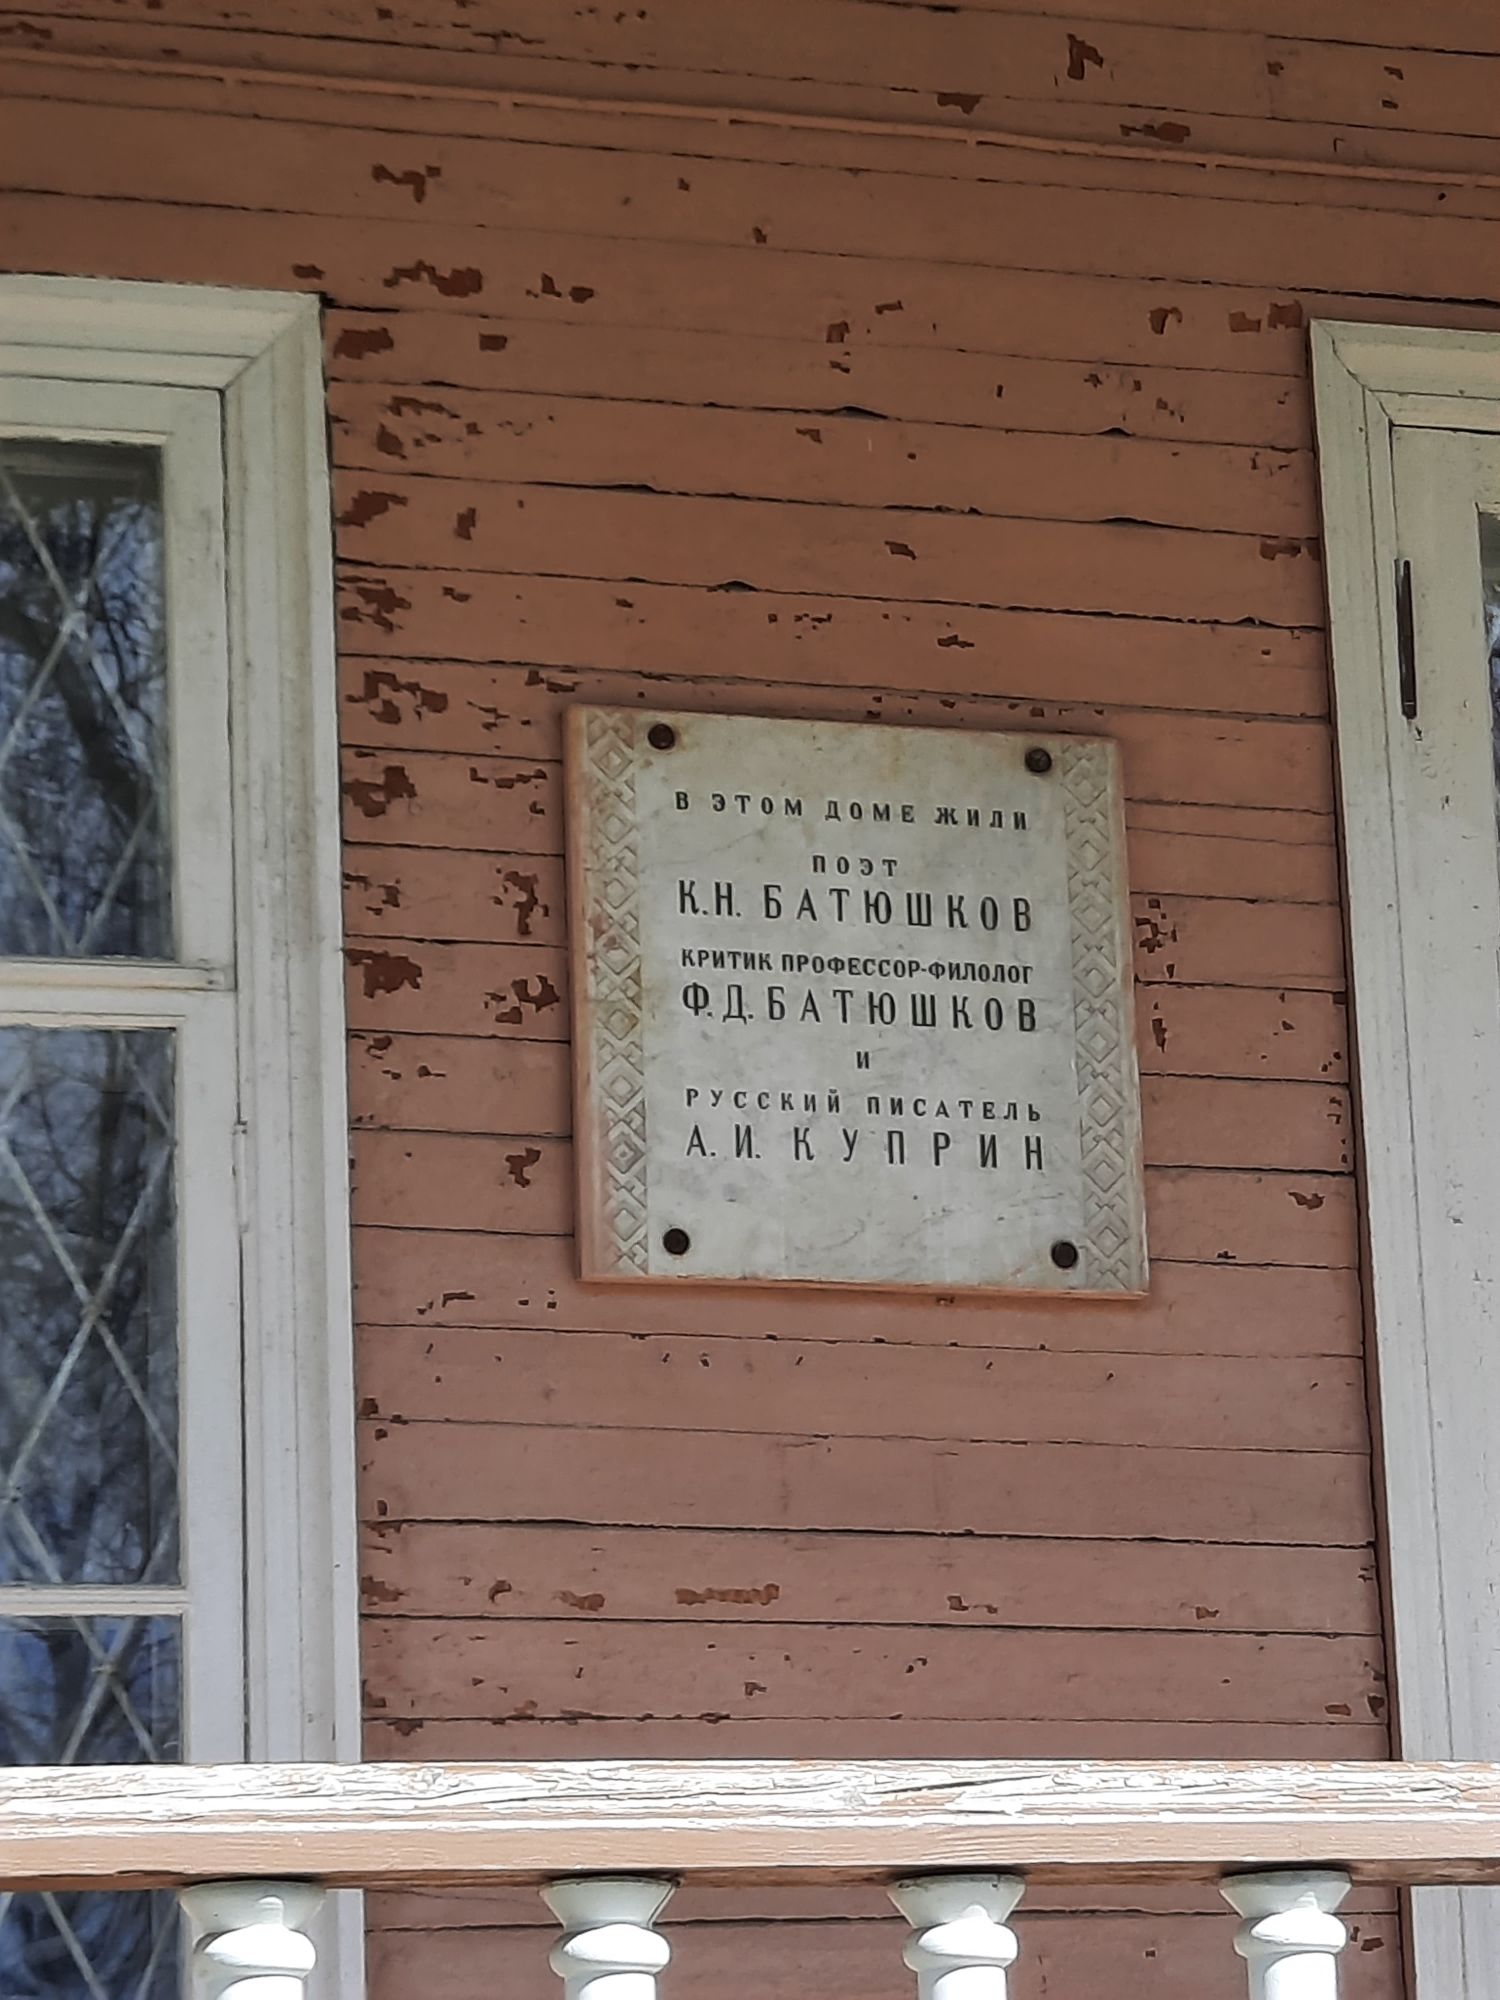 В ЭТОМ ДОМЕ ЖИЛИ
ПОЭТ
К.Н. БАТЮШКОВ
КРИТИК ПРОФЕССОР-ФИЛОЛОГ
Ф.Д. БАТЮШКОВ
И
РУССКИЙ ПИСАТЕЛЬ
А. И. КУПРИН